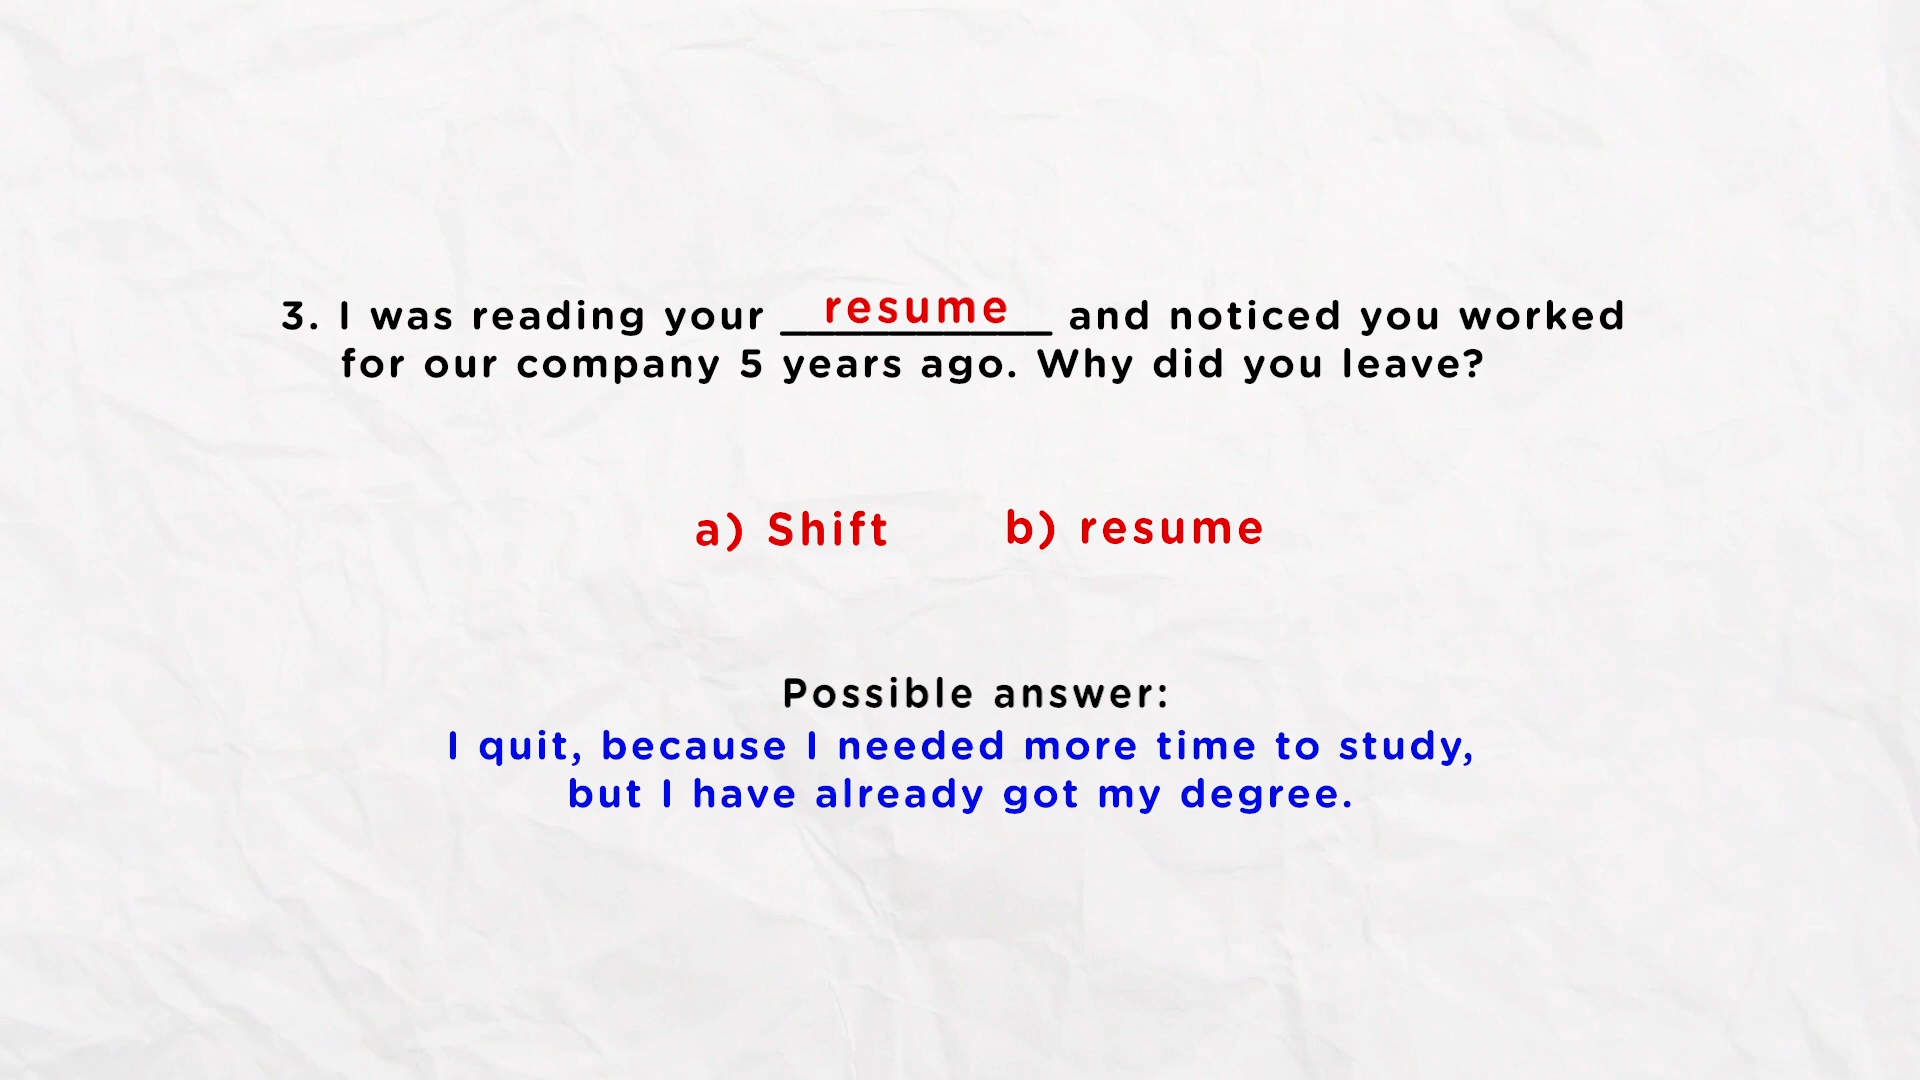 3. I was reading your resume and noticed you worked
for our company 5 years ago. Why did you leave?
a) Shift b) resume
Possible answer:
I quit, because I needed more time to study,
but I have already got my degree.